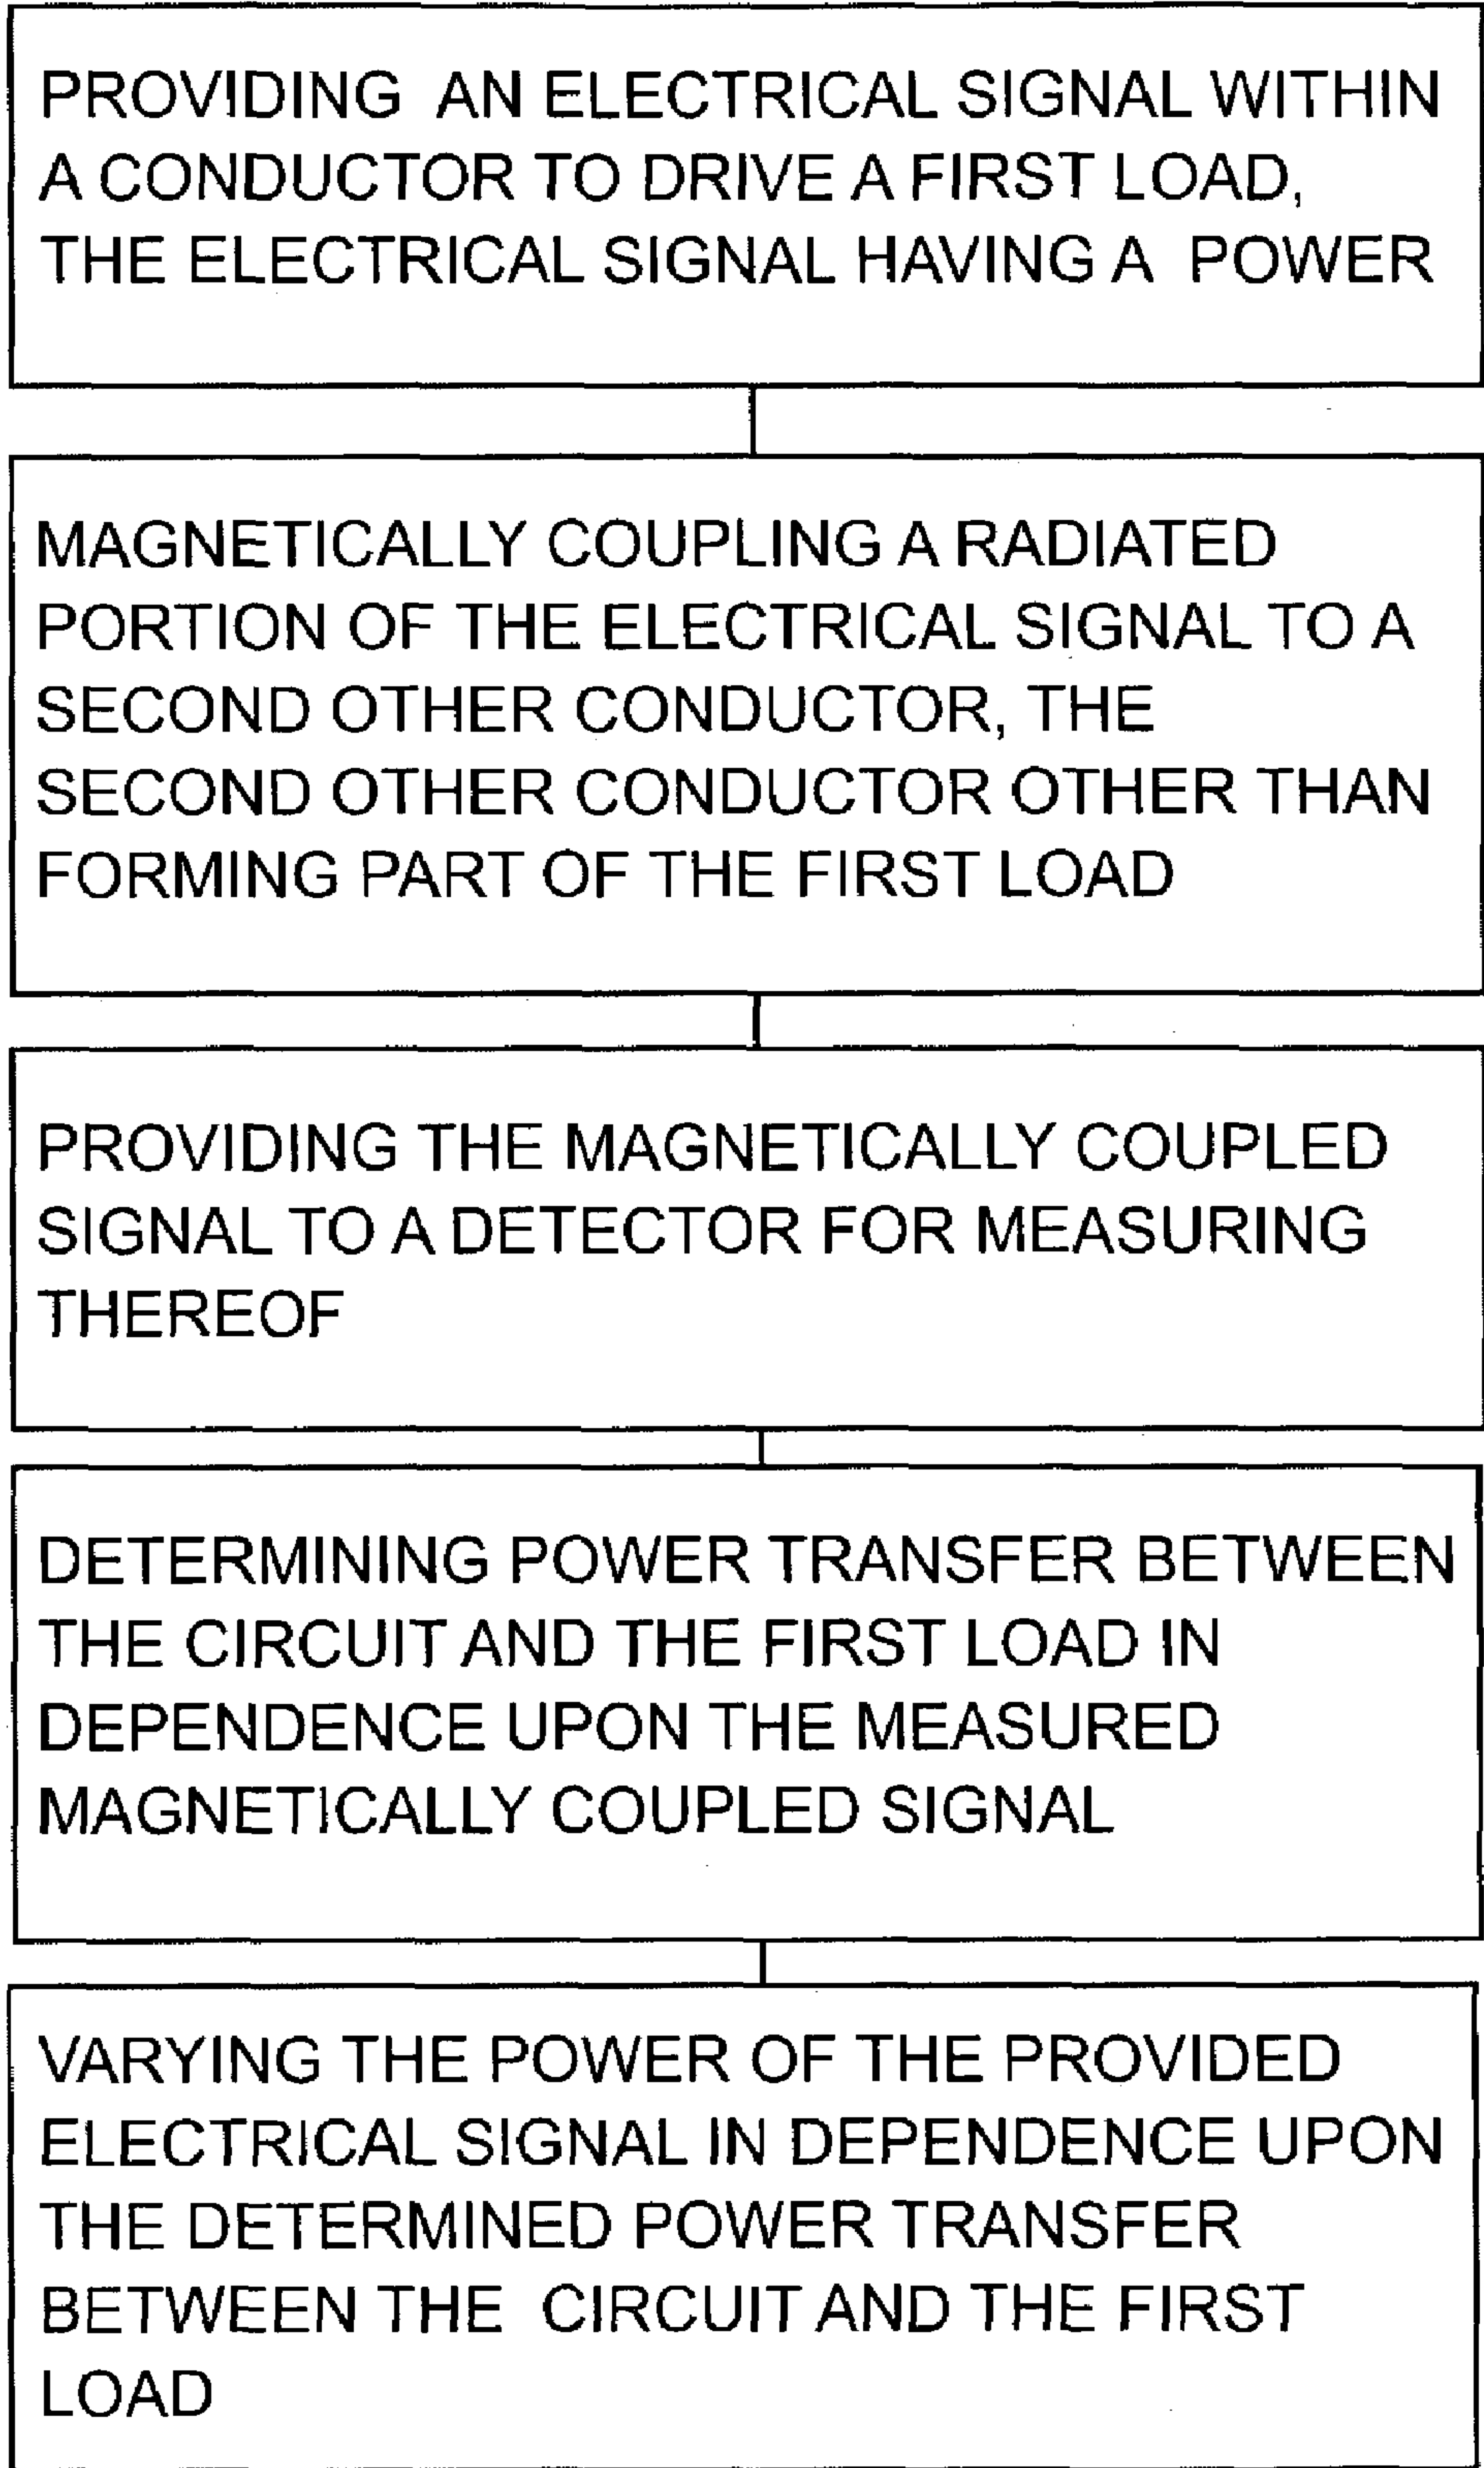 PROVIDING AN ELECTRICAL SIGNAL WITHIN
A CONDUCTOR TO DRIVE A FIRST LOAD,
THE ELECTRICAL SIGNAL HAVING A POWER
MAGNETICALLY COUPLING A RADIATED
PORTION OF THE ELECTRICAL SIGNAL TO A
SECOND OTHER CONDUCTOR, THE
SECOND OTHER CONDUCTOR OTHER THAN
FORMING PART OF THE FIRST LOAD
PROVIDING THE MAGNETICALLY COUPLED
SIGNAL TO A DETECTOR FOR MEASURING
THEREOF
DETERMINING POWER TRANSFER BETWEEN
THE CIRCUIT AND THE FIRST LOAD IN
DEPENDENCE UPON THE MEASURED
MAGNETICALLY COUPLED SIGNAL
VARYING THE POWER OF THE PROVIDED
ELECTRICAL SIGNAL IN DEPENDENCE UPON
THE DETERMINED POWER TRANSFER
BETWEEN THE CIRCUIT AND THE FIRST
LOAD